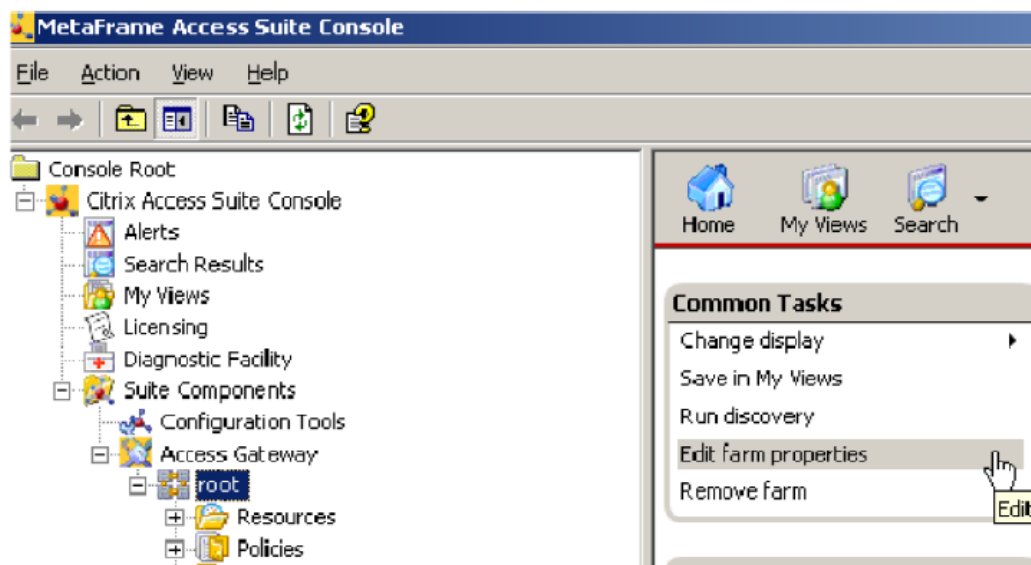 MetaFrame Access Suite Console
File Action View Help
Console Root
Citrix Access Suite Console
Alerts
Search Results
My Views
Licensing
Diagnostic Facility
Suite Components
Configuration Tools
Access Gateway
root
Resources
Policies
Home My Views Search
Common Tasks
Change display
Save in My Views
Run discovery
Edit farm properties
Remove farm
Edit